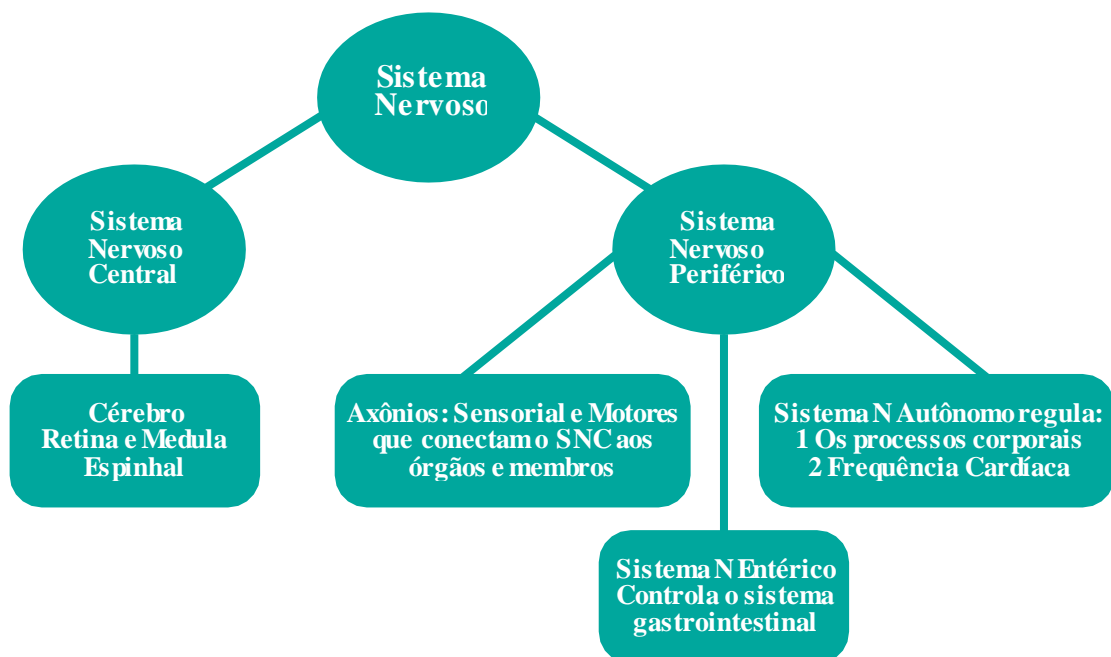 Sistema
Nervoso
Sistema
Nervoso
Central
Sistema
Nervoso
Periférico
Cérebro
Retina e Medula
Espinhal
Axônios: Sensorial e Motores
que conectam o SNC aos
órgãos e membros
Sistema N Autônomo regula:
1 Os processos corporais
2 Frequência Cardíaca
Sistema N Entérico
Controla o sistema
gastrointestinal